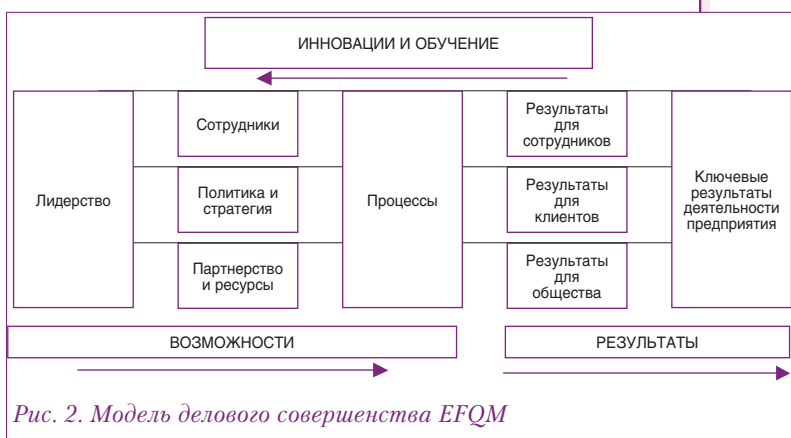 ИННОВАЦИИ И ОБУЧЕНИЕ
Лидерство
Сотрудники
Политика и
стратегия
Партнерство
и ресурсы
Процессы
Результаты
для
сотрудников
Результаты
для
клиентов
Результаты
для
общества
Ключевые
результаты
деятельности
предприятия
ВОЗМОЖНОСТИ
РЕЗУЛЬТАТЫ
Рис. 2. Модель делового совершенства EFQM